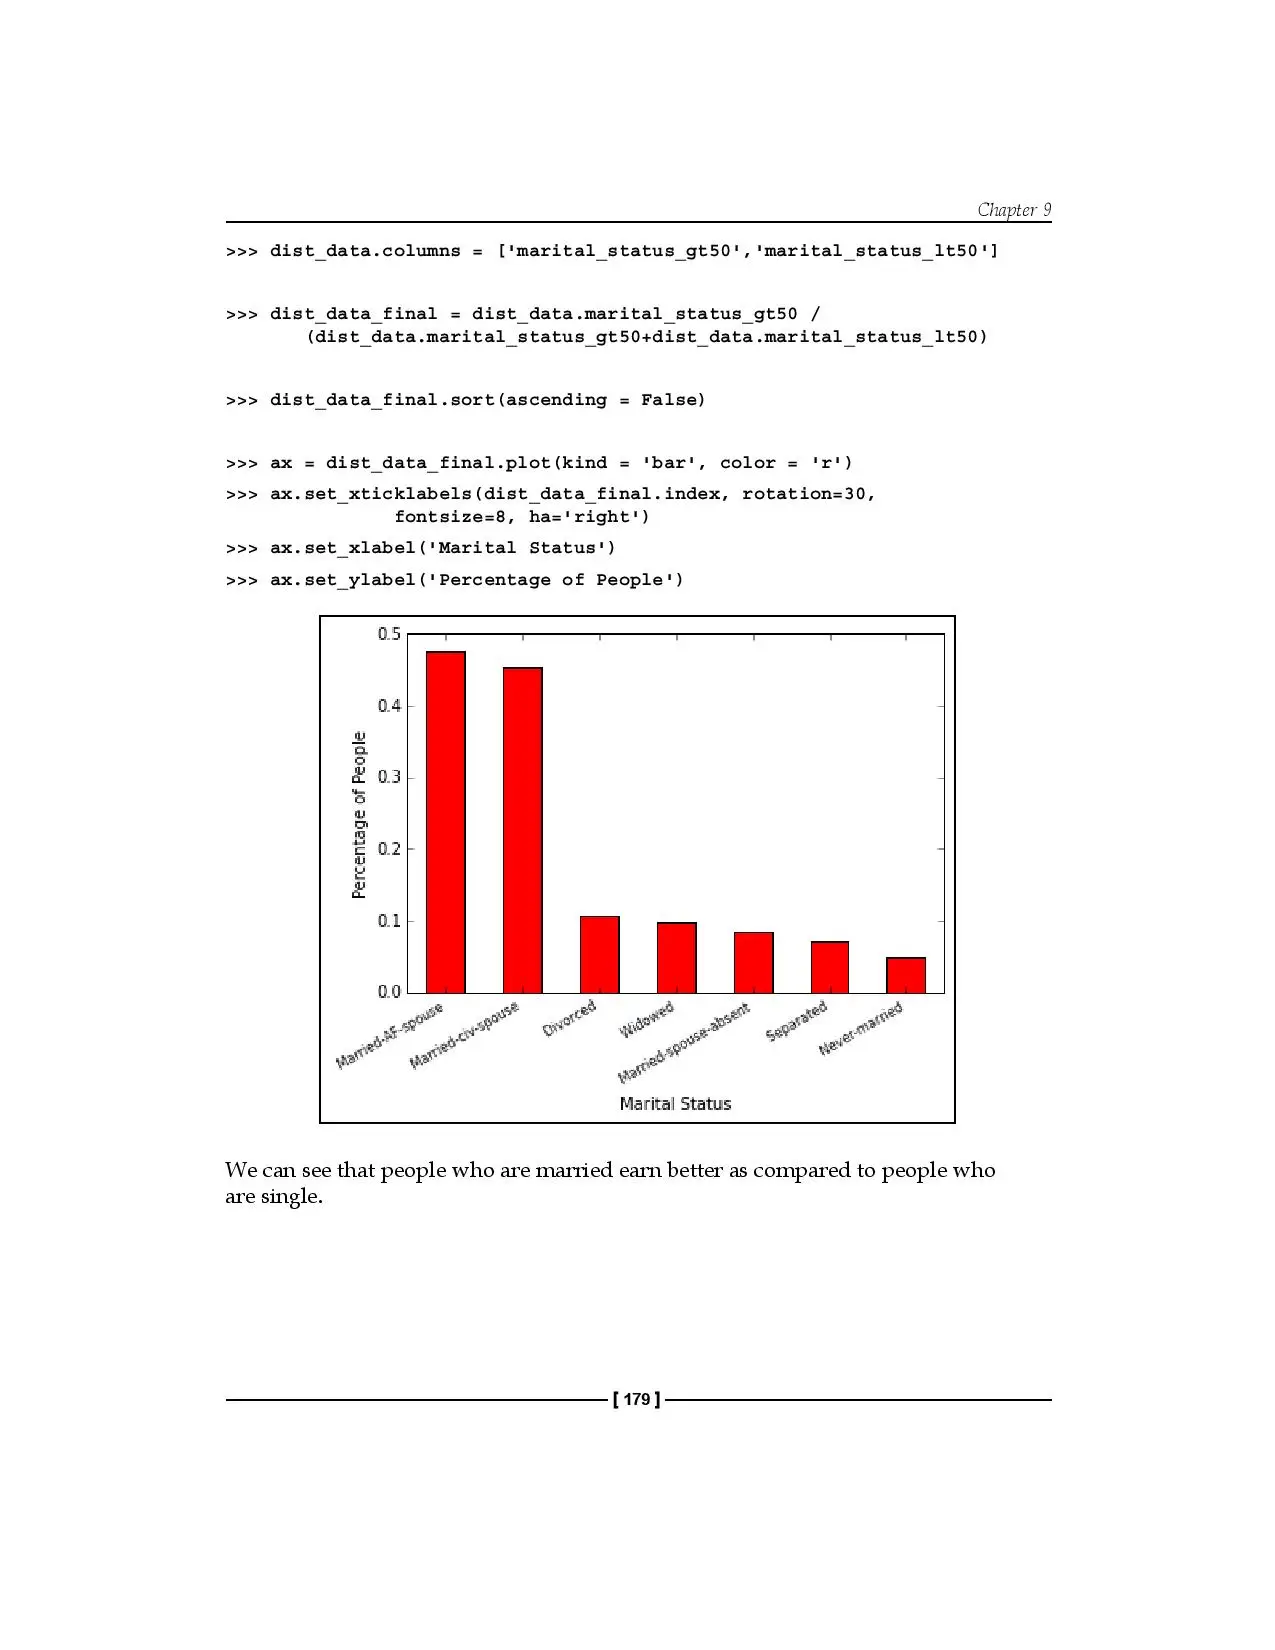 Chapter 9
>>> dist_data.columns = ['marital_status_gt50','marital_status_lt50']
>>> dist_data_final = dist_data.marital_status_gt50 /
(dist_data.marital_status_gt50+dist_data.marital_status_lt50)
>>> dist_data_final.sort(ascending = False)
>>> ax = dist_data_final.plot(kind = 'bar', color = 'r')
>>> ax.set_xticklabels(dist_data_final.index, rotation=30,
fontsize=8, ha='right')
>>> ax.set_xlabel('Marital Status')
>>> ax.set_ylabel('Percentage of People')
0.5
0.4
0.3
0.2
0.1
0.0
Percentage of People
Married-AF-spouse
Married-civ-spouse
Divorced
Widowed
Married-spouse-absent
Separated
Never-married
Marital Status
We can see that people who are married earn better as compared to people who
are single.
[ 179 ]